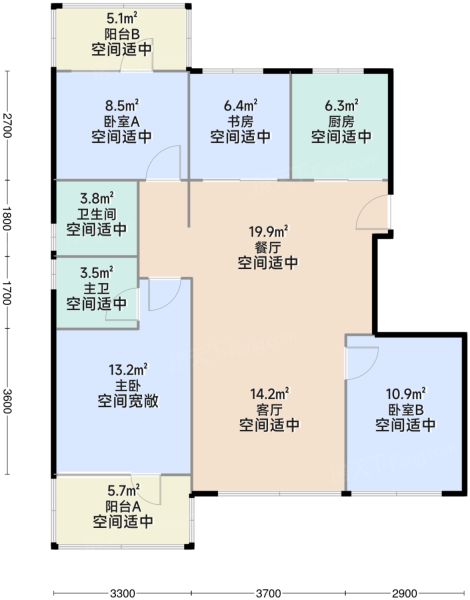 5.1㎡
阳台B
空间适中
8.5㎡
卧室A
空间适中
6.4㎡
书房
空间适中
6.3㎡
厨房
空间适中
2700
3.8㎡
卫生间
空间适中
1800
19.9㎡
餐厅
空间适中
3.5㎡
主卫
空间适中
1700
13.2㎡
主卧
空间宽敞
14.2㎡
客厅
空间适中
10.9㎡
卧室B
空间适中
3600
5.7㎡
阳台A
空间适中
3300
3700
2900